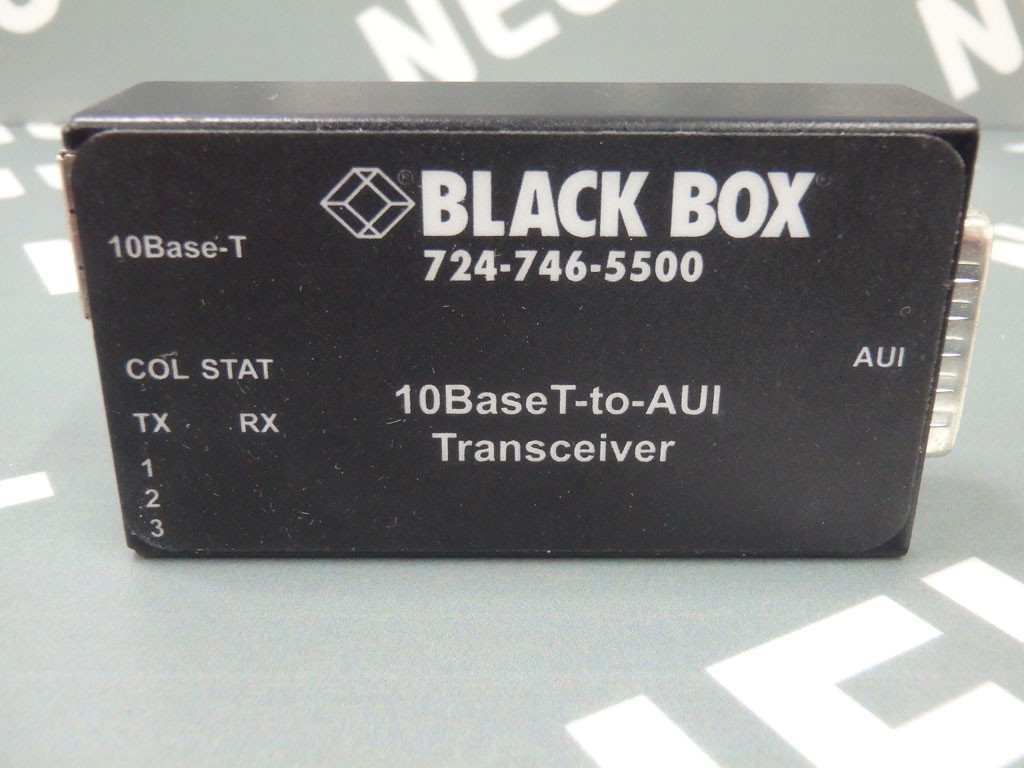 BLACK BOX®
724-746-5500
10Base-T
COL STAT
TX RX
1
2
3
10BaseT-to-AUI
Transceiver
AUI